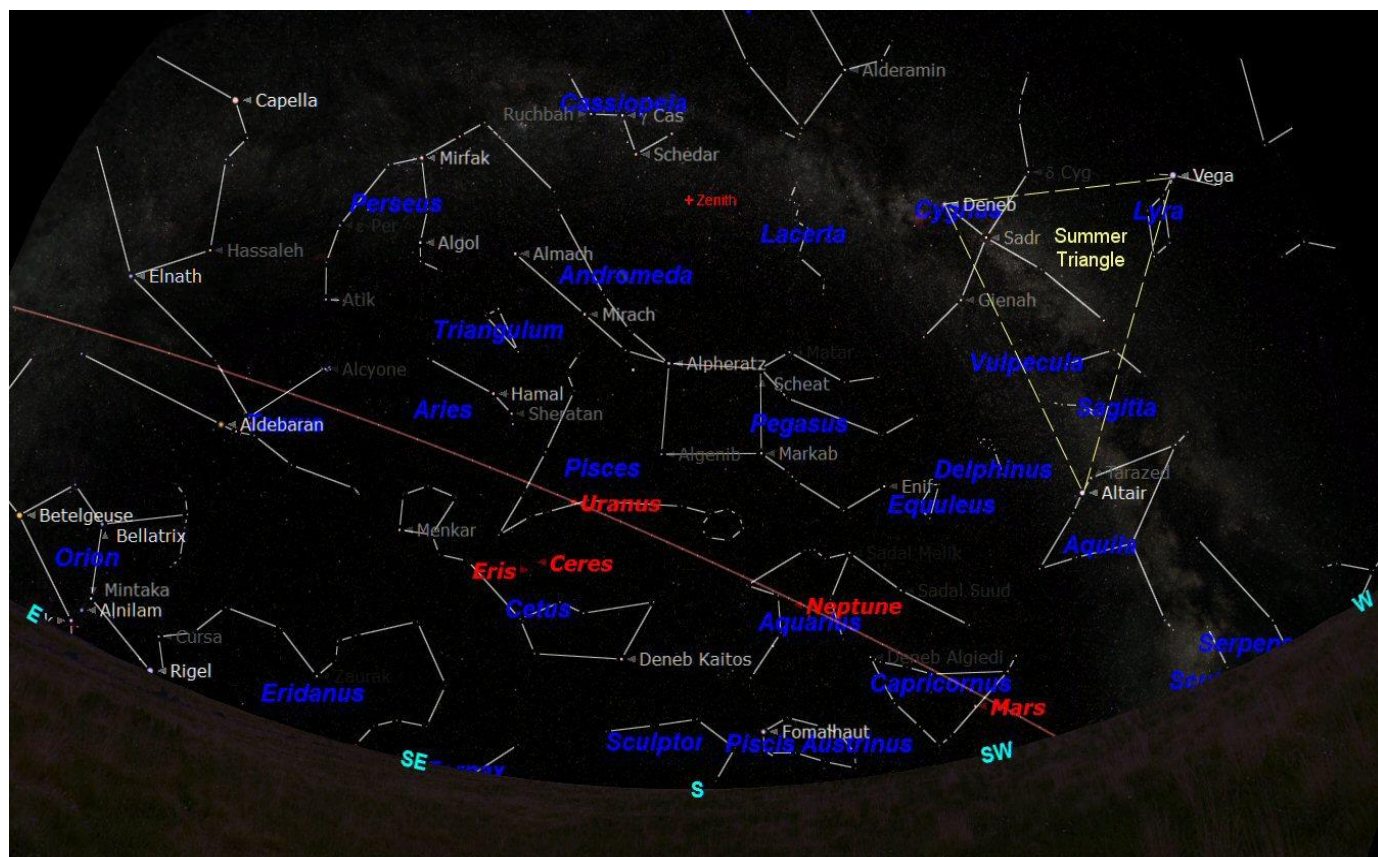 Alderamin
Capella
Cassiopeia
Ruchbah
γ Cas
Mirfak
Schedar
δ Cyg
Vega
Perseus
+ Zenith
Cygnus
Deneb
Lyra
ε Per
Lacerta
Summer
Triangle
Sadr
Algol
Hassaleh
Almach
Elnath
Andromeda
Atik
Gienah
Mirach
Triangulum
Matar
Vulpecula
Alcyone
Alpheratz
Scheat
Hamal
Aries
Sheratan
Sagitta
Aldebaran
Pegasus
Algenib
Markab
Pisces
Delphinus
Tarazed
Enif
Altair
Uranus
Equuleus
Betelgeuse
Menkar
Bellatrix
Aquila
Orion
Sadal Melik
Eris
Ceres
Mintaka
Sadal Suud
Alnilam
Cetus
Neptune
W
E
Aquarius
Cursa
Serpens
Deneb Kaitos
Deneb Algiedi
Rigel
Zaurak
Eridanus
Capricornus
Mars
Fomalhaut
Sculptor
Piscis Austrinus
SW
SE
S